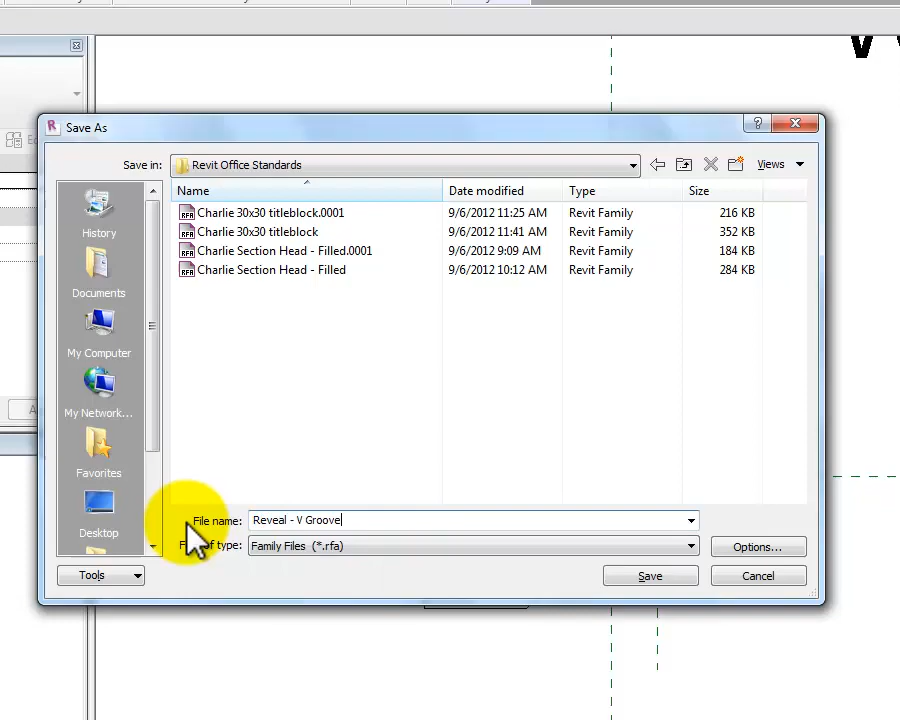 Save As
Save in: Revit Office Standards Views
Name Date modified Type Size
Charlie 30x30 titleblock.0001 9/6/2012 11:25 AM Revit Family 216 KB
Charlie 30x30 titleblock 9/6/2012 11:41 AM Revit Family 352 KB
Charlie Section Head - Filled.0001 9/6/2012 9:09 AM Revit Family 184 KB
Charlie Section Head - Filled 9/6/2012 10:12 AM Revit Family 284 KB
History
Documents
My Computer
My Network...
Favorites
Desktop
File name: Reveal - V Groove
of type: Family Files (*.rfa) Options...
Tools Save Cancel